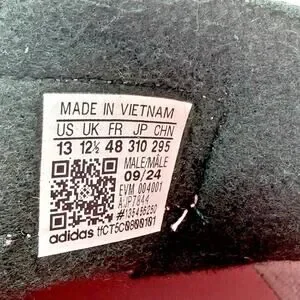 MADE IN VIETNAM
US UK FR JP CHN
13 12½ 48 310 295
MALE/MÂLE
09/24
EVM 004001
adidas